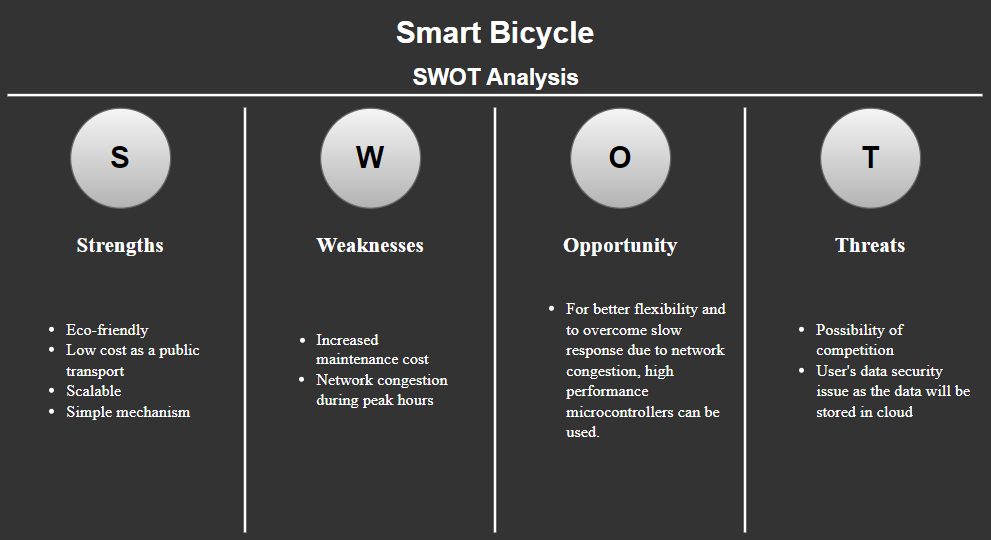 Smart Bicycle
SWOT Analysis
S
Strengths
• Eco-friendly
• Low cost as a public
transport
• Scalable
• Simple mechanism
W
Weaknesses
• Increased
maintenance cost
• Network congestion
during peak hours
O
Opportunity
• For better flexibility and
to overcome slow
response due to network
congestion, high
performance
microcontrollers can be
used.
T
Threats
• Possibility of
competition
• User's data security
issue as the data will be
stored in cloud